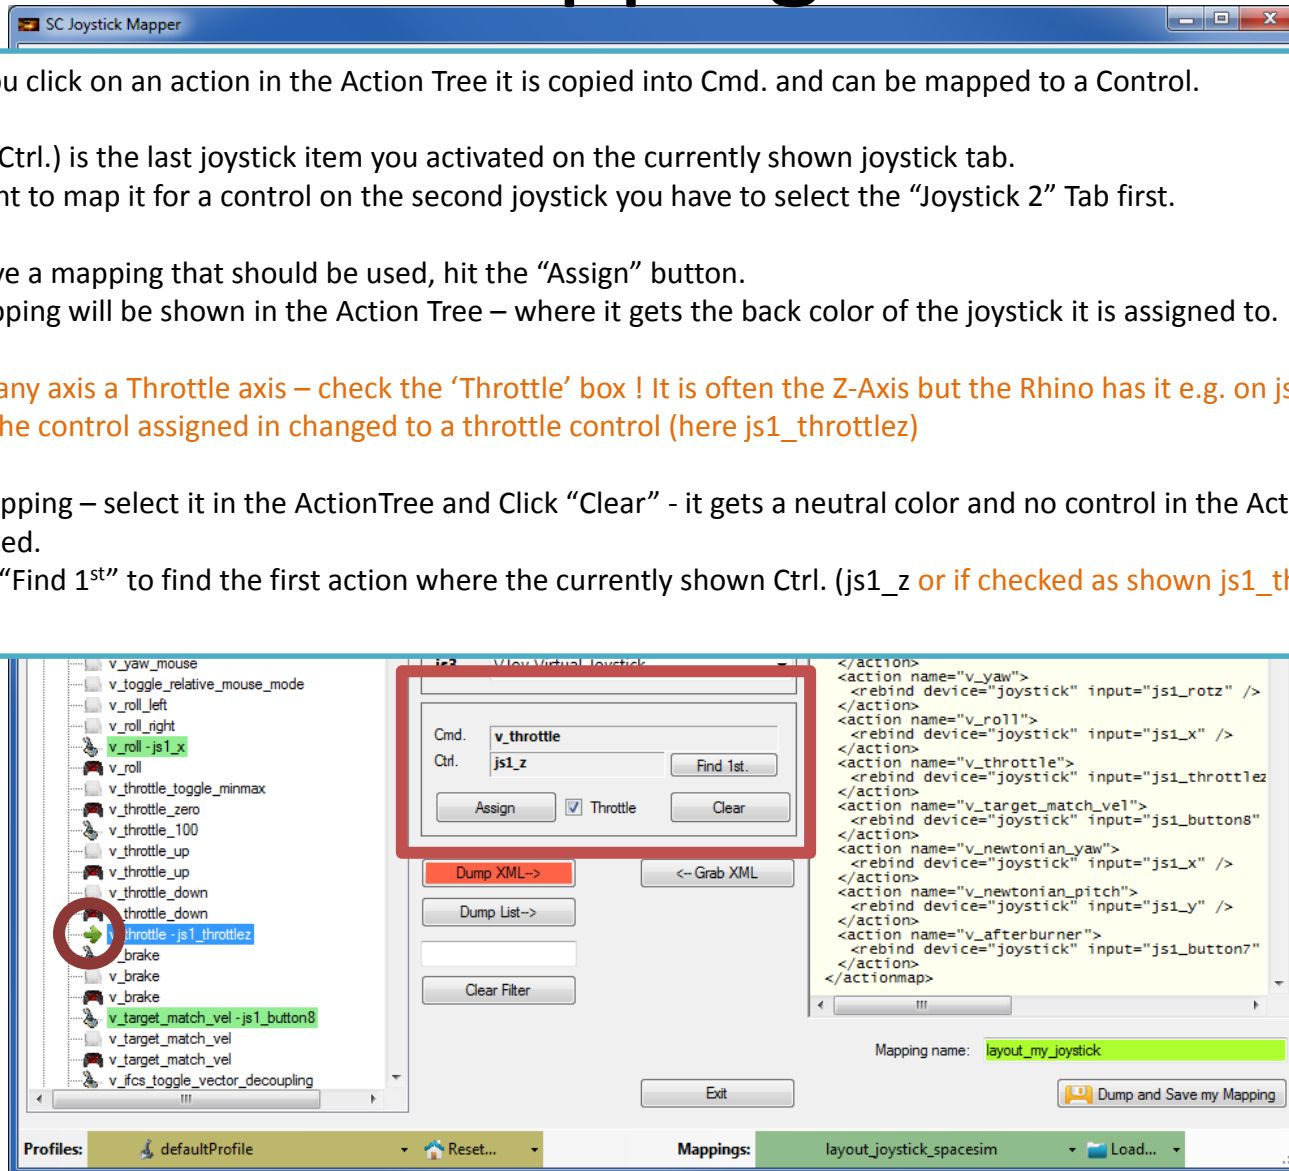 SC Joystick Mapper
u click on an action in the Action Tree it is copied into Cmd. and can be mapped to a Control.
Ctrl.) is the last joystick item you activated on the currently shown joystick tab.
nt to map it for a control on the second joystick you have to select the “Joystick 2” Tab first.
ve a mapping that should be used, hit the “Assign” button.
pping will be shown in the Action Tree – where it gets the back color of the joystick it is assigned to.
any axis a Throttle axis – check the ‘Throttle’ box ! It is often the Z-Axis but the Rhino has it e.g. on js
he control assigned in changed to a throttle control (here js1_throttlez)
pping – select it in the ActionTree and Click “Clear” - it gets a neutral color and no control in the Act
ed.
“Find 1st” to find the first action where the currently shown Ctrl. (js1_z or if checked as shown js1_th
v_yaw_mouse
v_toggle_relative_mouse_mode
v_roll_left
v_roll_right
v_roll - js1_x
v_roll
v_throttle_toggle_minmax
v_throttle_zero
v_throttle_100
v_throttle_up
v_throttle_up
v_throttle_down
v_throttle_down
v_throttle - js1_throttlez
v_brake
v_brake
v_brake
v_target_match_vel - js1_button8
v_target_match_vel
v_target_match_vel
v_ifcs_toggle_vector_decoupling
js3 VJoy Virtual Joystick
Cmd. v_throttle
Ctrl. js1_z Find 1st.
Assign Throttle Clear
Dump XML--> <-- Grab XML
Dump List-->
Clear Filter
Exit
</action>
<action name="v_yaw">
<rebind device="joystick" input="js1_rotz" />
</action>
<action name="v_roll">
<rebind device="joystick" input="js1_x" />
</action>
<action name="v_throttle">
<rebind device="joystick" input="js1_throttlez
</action>
<action name="v_target_match_vel">
<rebind device="joystick" input="js1_button8"
</action>
<action name="v_newtonian_yaw">
<rebind device="joystick" input="js1_x" />
</action>
<action name="v_newtonian_pitch">
<rebind device="joystick" input="js1_y" />
</action>
<action name="v_afterburner">
<rebind device="joystick" input="js1_button7"
</action>
</actionmap>
Mapping name: layout_my_joystick
Dump and Save my Mapping
Profiles: defaultProfile Reset... Mappings: layout_joystick_spacesim Load...